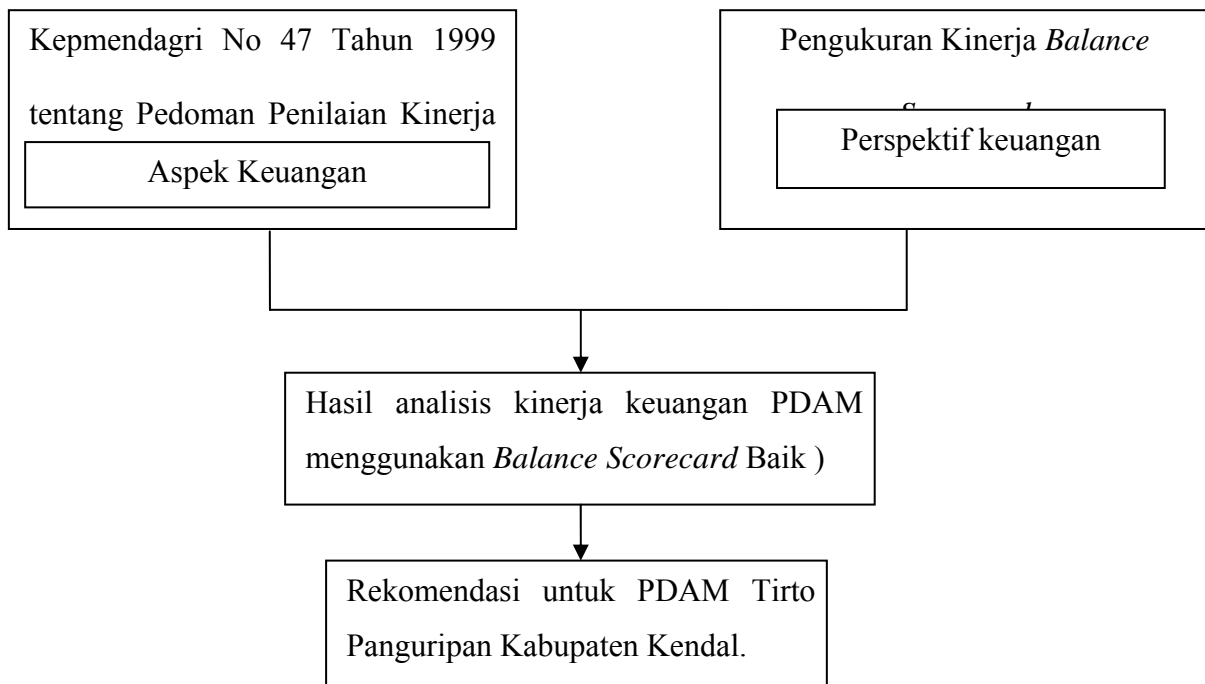 Kepmendagri No 47 Tahun 1999
tentang Pedoman Penilaian Kinerja
Aspek Keuangan
Pengukuran Kinerja Balance
Perspektif keuangan
Hasil analisis kinerja keuangan PDAM
menggunakan Balance Scorecard Baik )
Rekomendasi untuk PDAM Tirto
Panguripan Kabupaten Kendal.